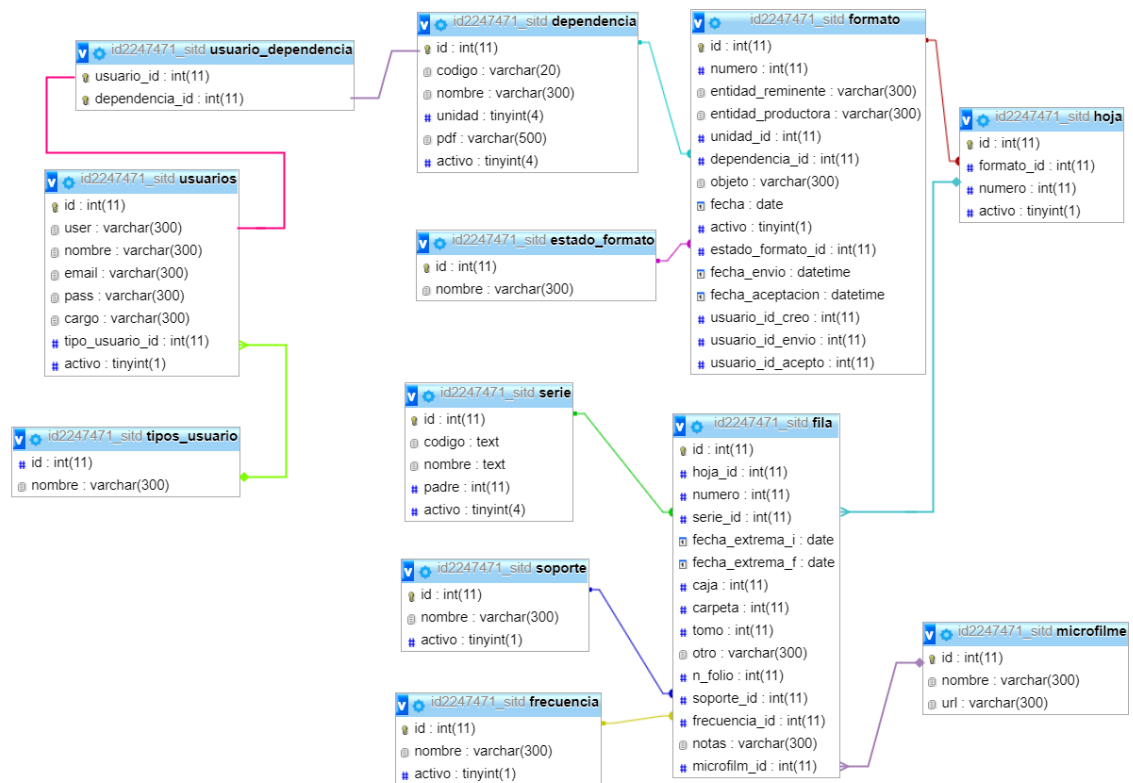 id2247471_sitd usuario_dependencia
usuario_id : int(11)
dependencia_id : int(11)
id2247471_sitd dependencia
id : int(11)
codigo : varchar(20)
nombre : varchar(300)
unidad : tinyint(4)
pdf : varchar(500)
activo : tinyint(4)
id2247471_sitd formato
id : int(11)
numero : int(11)
entidad_reminente : varchar(300)
entidad_productora : varchar(300)
unidad_id : int(11)
dependencia_id : int(11)
objeto : varchar(300)
fecha : date
activo : tinyint(1)
estado_formato_id : int(11)
fecha_envio : datetime
fecha_aceptacion : datetime
usuario_id_creo : int(11)
usuario_id_envio : int(11)
usuario_id_acepto : int(11)
id2247471_sitd hoja
id : int(11)
formato_id : int(11)
numero : int(11)
activo : tinyint(1)
id2247471_sitd usuarios
id : int(11)
user : varchar(300)
nombre : varchar(300)
email : varchar(300)
pass : varchar(300)
cargo : varchar(300)
tipo_usuario_id : int(11)
activo : tinyint(1)
id2247471_sitd estado_formato
id : int(11)
nombre : varchar(300)
id2247471_sitd tipos_usuario
id : int(11)
nombre : varchar(300)
id2247471_sitd serie
id : int(11)
codigo : text
nombre : text
padre : int(11)
activo : tinyint(4)
id2247471_sitd fila
id : int(11)
hoja_id : int(11)
numero : int(11)
serie_id : int(11)
fecha_extrema_i : date
fecha_extrema_f : date
caja : int(11)
carpeta : int(11)
tomo : int(11)
otro : varchar(300)
n_folio : int(11)
soporte_id : int(11)
frecuencia_id : int(11)
notas : varchar(300)
microfilm_id : int(11)
id2247471_sitd soporte
id : int(11)
nombre : varchar(300)
activo : tinyint(1)
id2247471_sitd microfilme
id : int(11)
nombre : varchar(300)
url : varchar(300)
id2247471_sitd frecuencia
id : int(11)
nombre : varchar(300)
activo : tinyint(1)